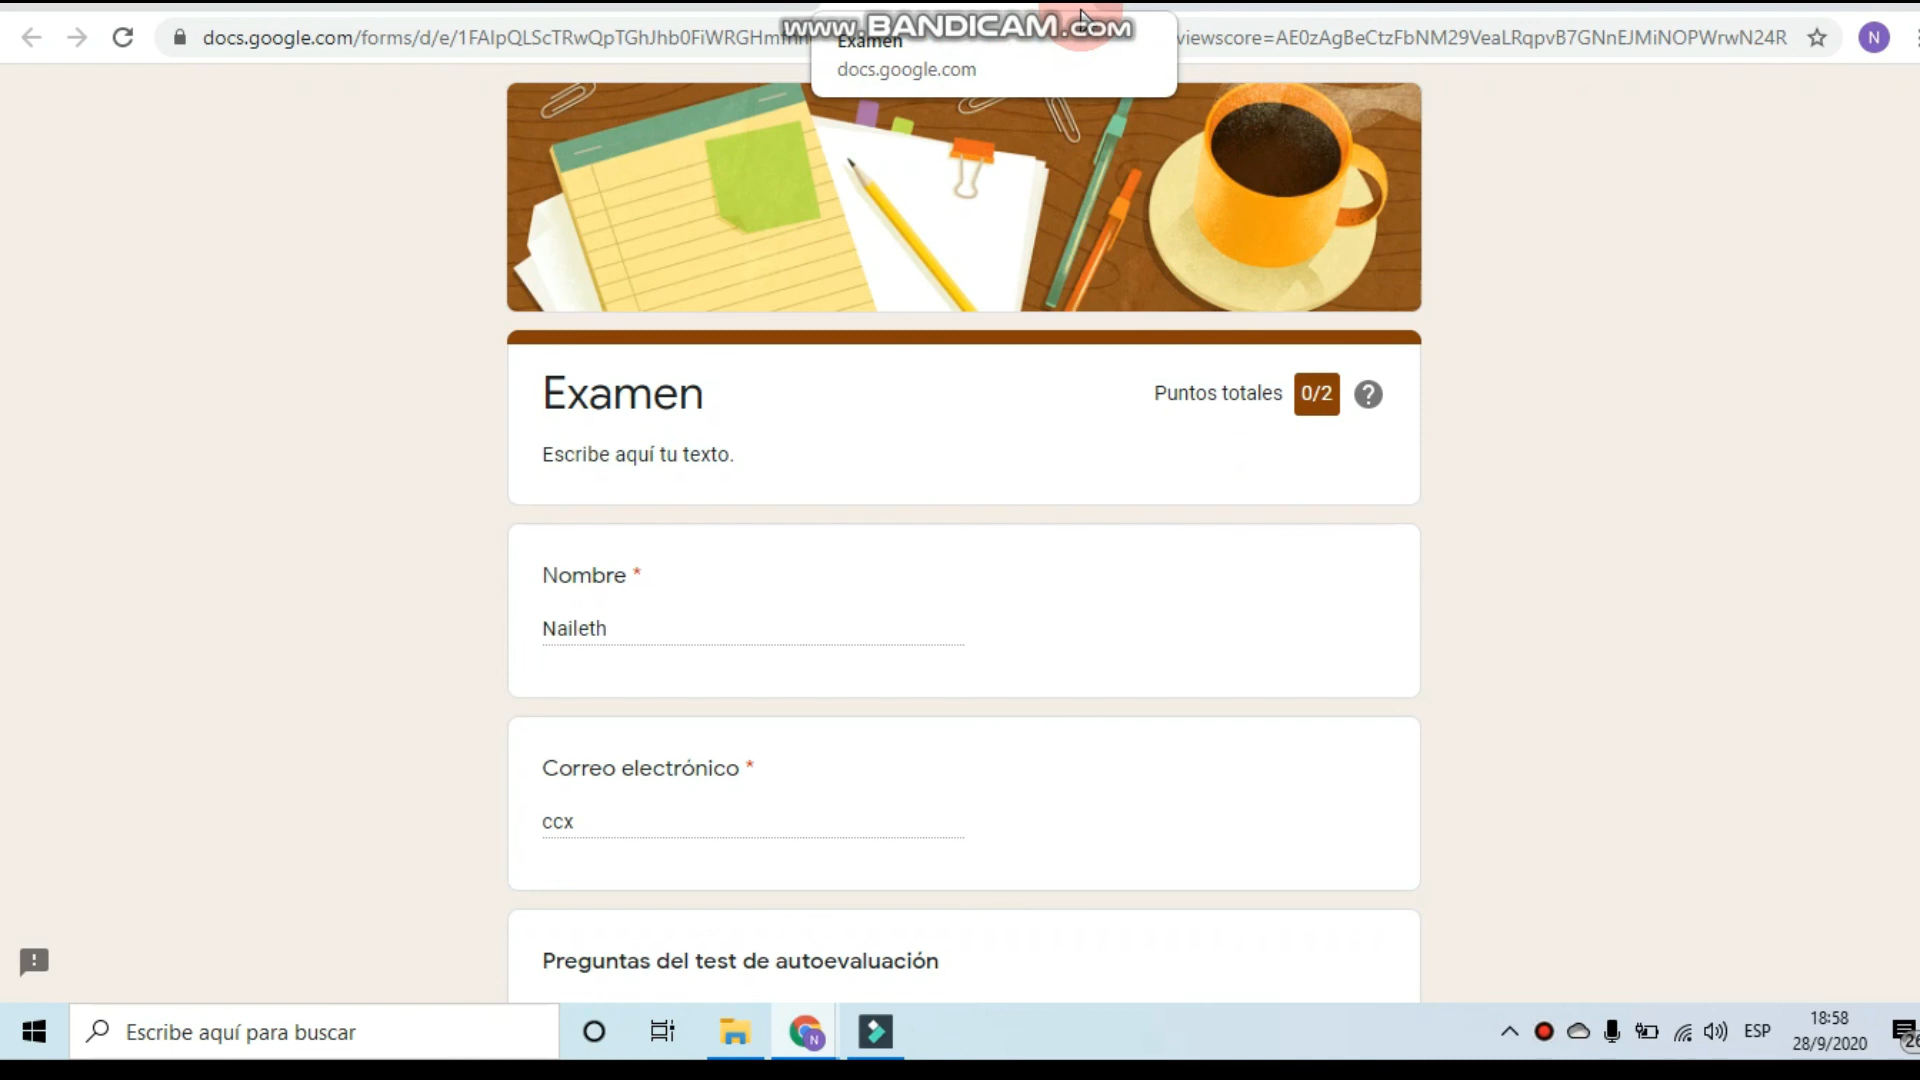 www.BANDICAM.com
docs.google.com/forms/d/e/1FAIpQLScTRwQpTGhJhb0FiWRGHm
viewscore=AE0zAgBeCtzFbNM29VeaLRqpvB7GNnEJMiNOPWrwN24R
N
Examen
docs.google.com
Examen
Puntos totales 0/2 ?
Escribe aquí tu texto.
Nombre *
Naileth
Correo electrónico *
ccx
Preguntas del test de autoevaluación
Escribe aquí para buscar
N
ESP
18:58
28/9/2020